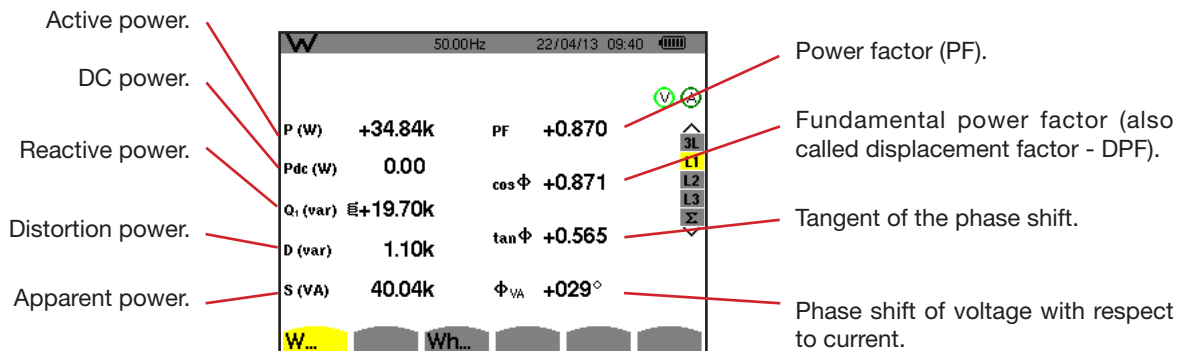 Active power.
DC power.
Reactive power.
Distortion power.
Apparent power.
W 50.00Hz 22/04/13 09:40
V A
P (W) +34.84k PF +0.870
Pdc (W) 0.00 cosΦ +0.871
Q₁ (var) +19.70k tanΦ +0.565
D (var) 1.10k
S (VA) 40.04k ΦVA +029°
3L
L1
L2
L3
Σ
W... Wh...
Power factor (PF).
Fundamental power factor (also
called displacement factor - DPF).
Tangent of the phase shift.
Phase shift of voltage with respect
to current.